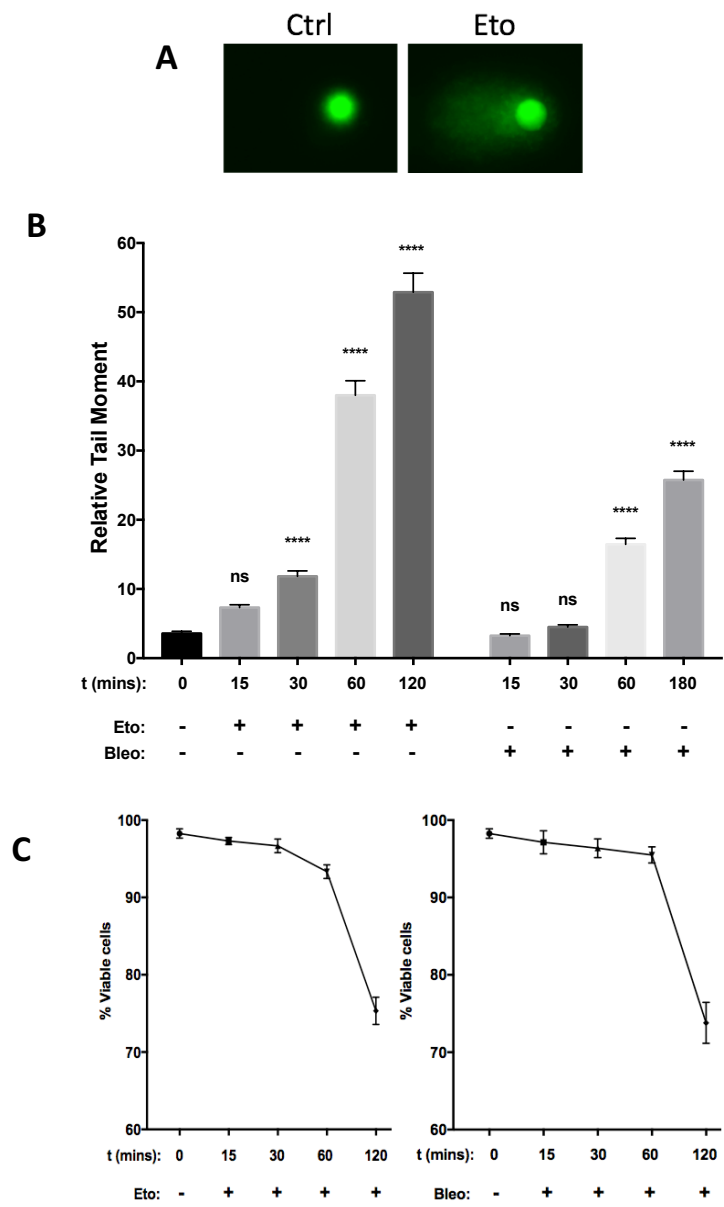 Ctrl Eto
A
B
60
50
40
30
20
10
0
Relative Tail Moment
ns **** **** **** ns ns **** ****
t (mins): 0 15 30 60 120 15 30 60 180
Eto: - + + + + - - - -
Bleo: - - - - - + + + +
C
100
90
80
70
60
% Viable cells
t (mins): 0 15 30 60 120
Eto: - + + + +
100
90
80
70
60
% Viable cells
t (mins): 0 15 30 60 120
Bleo: - + + + +